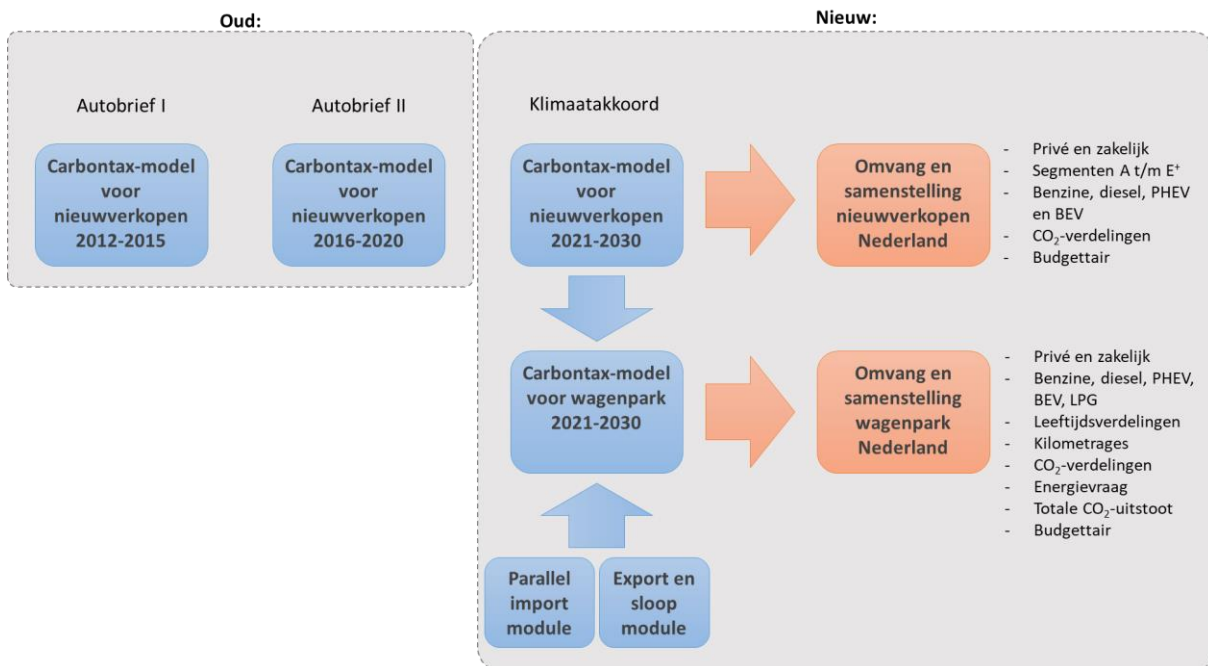 Oud:
Nieuw:
Autobrief I
Autobrief II
Klimaatakkoord
Carbontax-model
voor
nieuwverkopen
2012-2015
Carbontax-model
voor
nieuwverkopen
2016-2020
Carbontax-model
voor
nieuwverkopen
2021-2030
Omvang en
samenstelling
nieuwverkopen
Nederland
- Privé en zakelijk
- Segmenten A t/m E⁺
- Benzine, diesel, PHEV
en BEV
- CO₂-verdelingen
- Budgettair
Carbontax-model
voor wagenpark
2021-2030
Omvang en
samenstelling
wagenpark
Nederland
- Privé en zakelijk
- Benzine, diesel, PHEV,
BEV, LPG
- Leeftijdsverdelingen
- Kilometrages
- CO₂-verdelingen
- Energievraag
- Totale CO₂-uitstoot
- Budgettair
Parallel
import
module
Export en
sloop
module